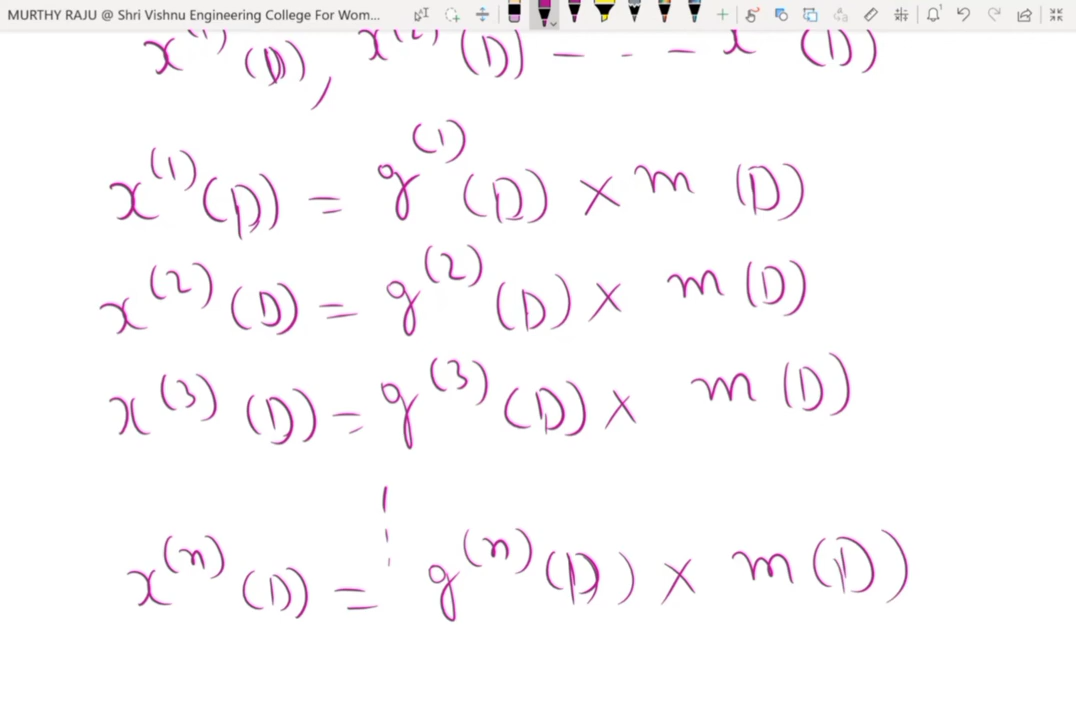 MURTHY RAJU @ Shri Vishnu Engineering College For Wom...
x⁽¹⁾(D), x⁽²⁾(D) - - - x (D)
x⁽¹⁾(D) = g⁽¹⁾(D) × m(D)
x⁽²⁾(D) = g⁽²⁾(D) × m(D)
x⁽³⁾(D) = g⁽³⁾(D) × m(D)
x⁽ⁿ⁾(D) = g⁽ⁿ⁾(D) × m(D)